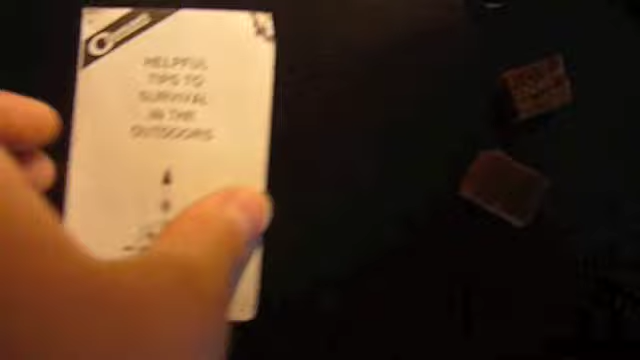 HELPFUL
TIPS TO
SURVIVAL
IN THE
OUTDOORS